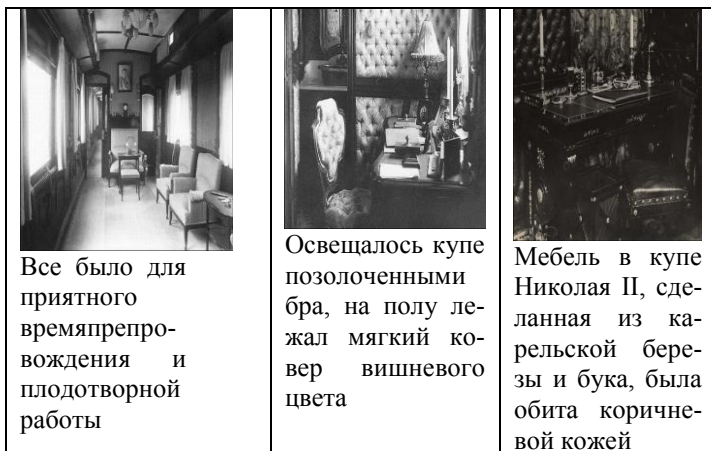 Все было для
приятного
времяпрепро-
вождения и
плодотворной
работы
Освещалось купе
позолоченными
бра, на полу ле-
жал мягкий ко-
вер вишневого
цвета
Мебель в купе
Николая II, сде-
ланная из ка-
рельской бере-
зы и бука, была
обита коричне-
вой кожей